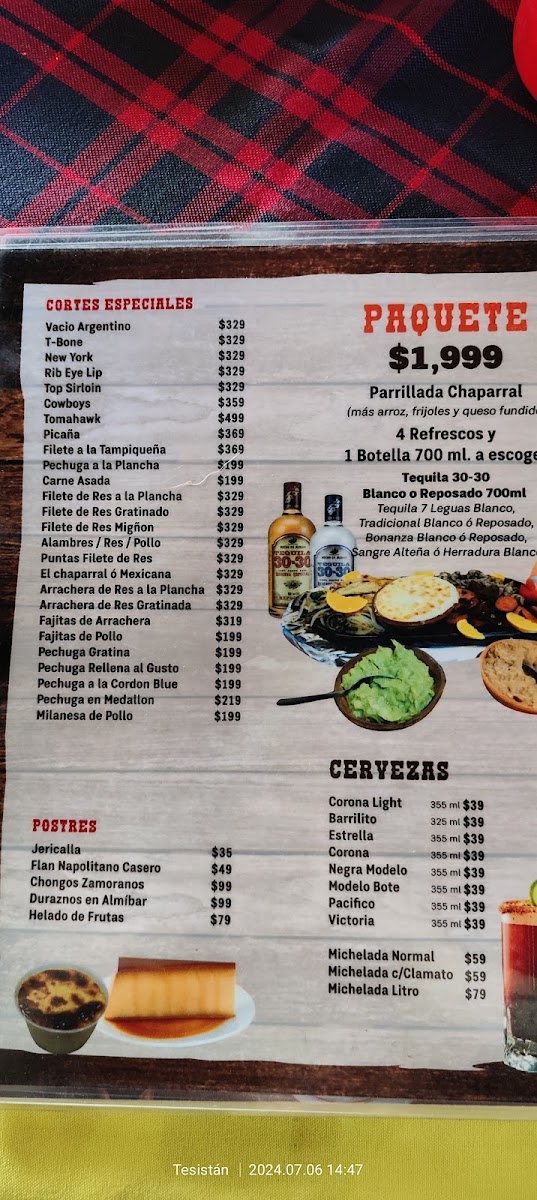 CORTES ESPECIALES
Vacio Argentino $329
T-Bone $329
New York $329
Rib Eye Lip $329
Top Sirloin $329
Cowboys $359
Tomahawk $499
Picaña $369
Filete a la Tampiqueña $369
Pechuga a la Plancha $199
Carne Asada $199
Filete de Res a la Plancha $329
Filete de Res Gratinado $329
Filete de Res Migñon $329
Alambres / Res / Pollo $329
Puntas Filete de Res $329
El chaparral ó Mexicana $329
Arrachera de Res a la Plancha $329
Arrachera de Res Gratinada $329
Fajitas de Arrachera $319
Fajitas de Pollo $199
Pechuga Gratina $199
Pechuga Rellena al Gusto $199
Pechuga a la Cordon Blue $199
Pechuga en Medallon $219
Milanesa de Pollo $199
POSTRES
Jericalla $35
Flan Napolitano Casero $49
Chongos Zamoranos $99
Duraznos en Almíbar $99
Helado de Frutas $79
PAQUETE
$1,999
Parrillada Chaparral
(más arroz, frijoles y queso fundido
4 Refrescos y
1 Botella 700 ml. a escoge
Tequila 30-30
Blanco o Reposado 700ml
Tequila 7 Leguas Blanco,
Tradicional Blanco ó Reposado,
Bonanza Blanco ó Reposado,
Sangre Alteña ó Herradura Blanco
TEQUILA
30-30
TEQUILA
30-30
CERVEZAS
Corona Light 355 ml $39
Barrilito 325 ml $39
Estrella 355 ml $39
Corona 355 ml $39
Negra Modelo 355 ml $39
Modelo Bote 355 ml $39
Pacifico 355 ml $39
Victoria 355 ml $39
Michelada Normal $59
Michelada c/Clamato $59
Michelada Litro $79
Tesistán | 2024.07.06 14:47